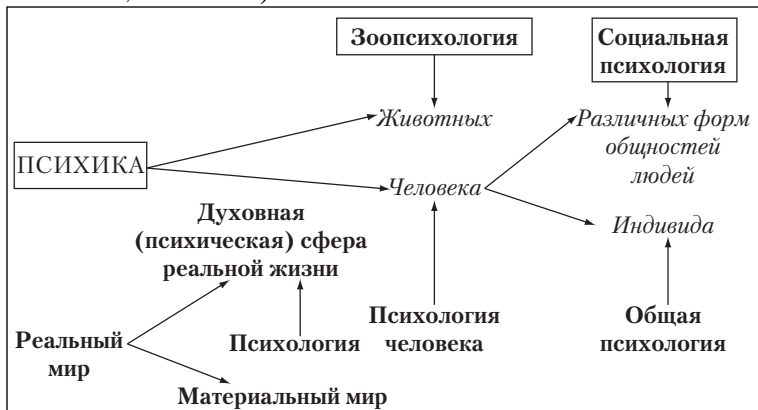 Зоопсихология
Социальная
психология
Животных
Различных форм
общностей
людей
ПСИХИКА
Человека
Духовная
(психическая) сфера
реальной жизни
Индивида
Реальный
мир
Психология
Психология
человека
Общая
психология
Материальный мир